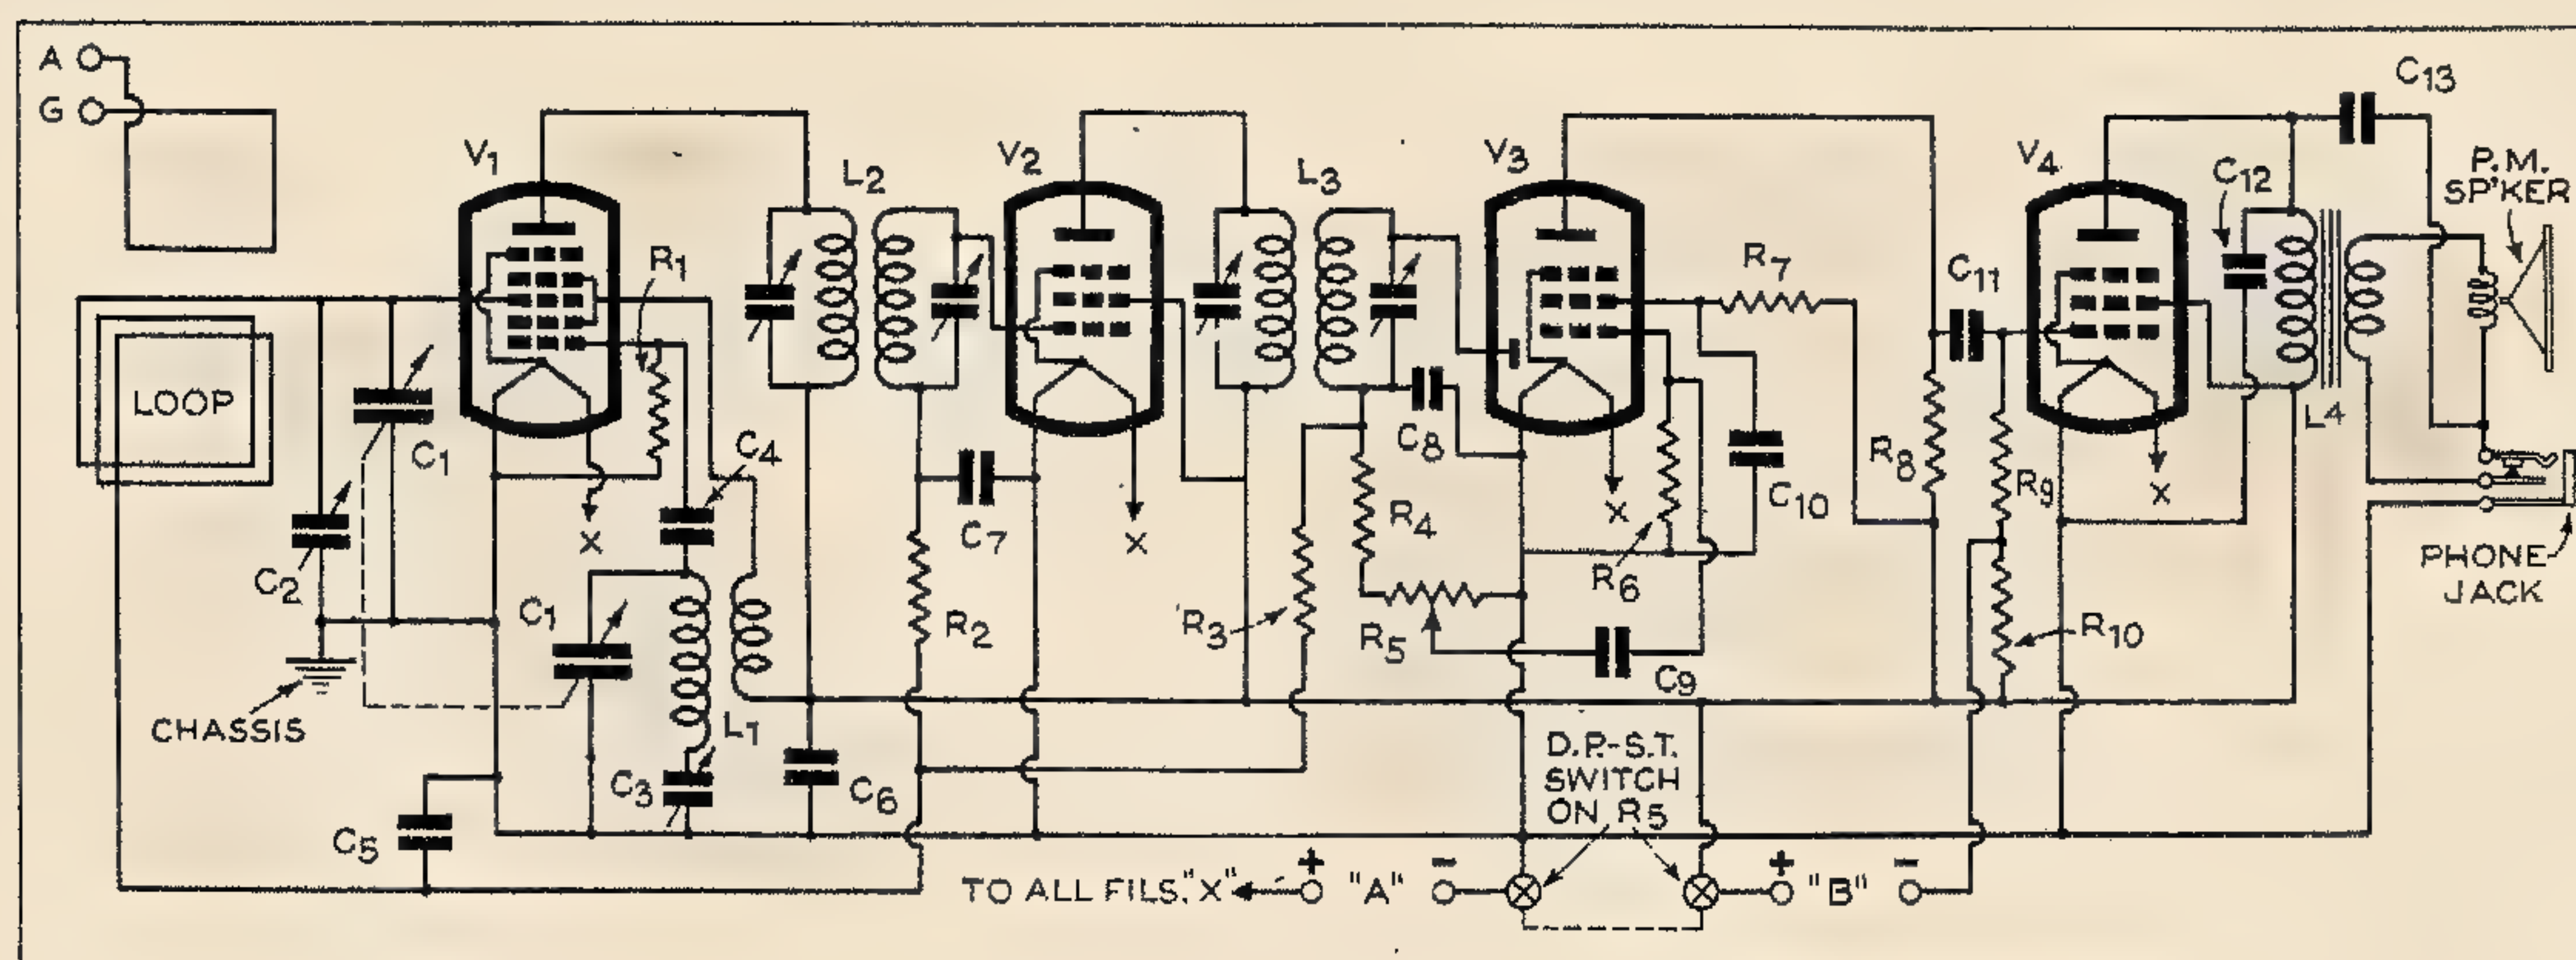 A
G
V1
L2
V2
L3
V3
V4
C13
P.M.
SP'KER
C12
R1
R7
C11
LOOP
C1
C4
C8
R8
L4
R4
C10
R9
C2
X
X
X
X
C7
PHONE
JACK
C1
R2
R3
R5
R6
R10
C9
CHASSIS
L1
D.P.-S.T.
SWITCH
ON R5
C3
C6
C5
TO ALL FILS. "X" + "A" - + "B" -